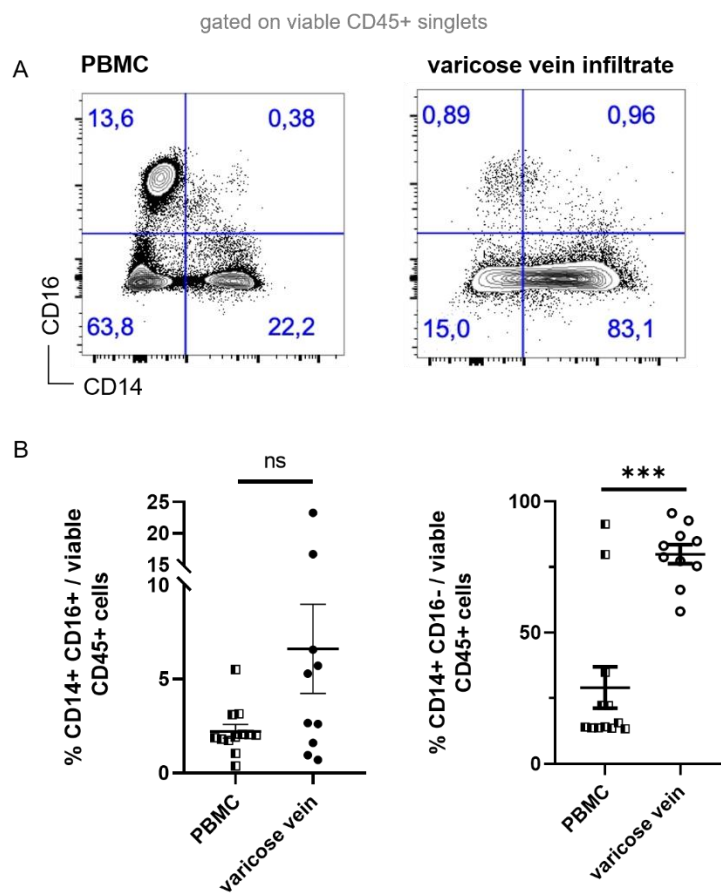 gated on viable CD45+ singlets
A
PBMC
varicose vein infiltrate
13,6
0,38
0,89
0,96
63,8
22,2
15,0
83,1
CD16
CD14
B
ns
25
20
15
10
5
0
% CD14+ CD16+ / viable
CD45+ cells
PBMC
varicose vein
***
100
50
0
% CD14+ CD16- / viable
CD45+ cells
PBMC
varicose vein